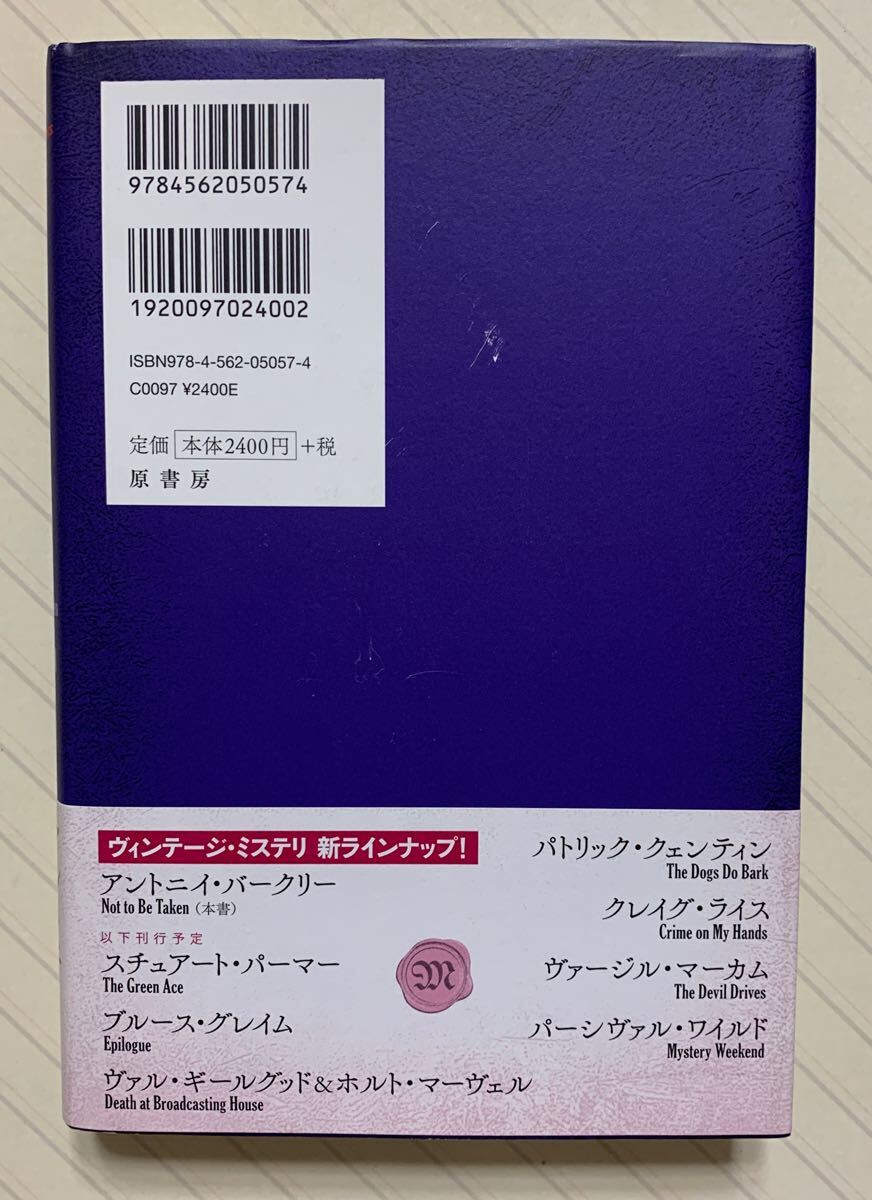 9784562050574
1920097024002
ISBN978-4-562-05057-4
C0097 ¥2400E
定価 本体2400円 +税
原書房
ヴィンテージ・ミステリ 新ラインナップ!
アントニイ・バークリー
Not to Be Taken (本書)
以下刊行予定
スチュアート・パーマー
The Green Ace
ブルース・グレイム
Epilogue
ヴァル・ギールグッド&ホルト・マーヴェル
Death at Broadcasting House
M
パトリック・クェンティン
The Dogs Do Bark
クレイグ・ライス
Crime on My Hands
ヴァージル・マーカム
The Devil Drives
パーシヴァル・ワイルド
Mystery Weekend